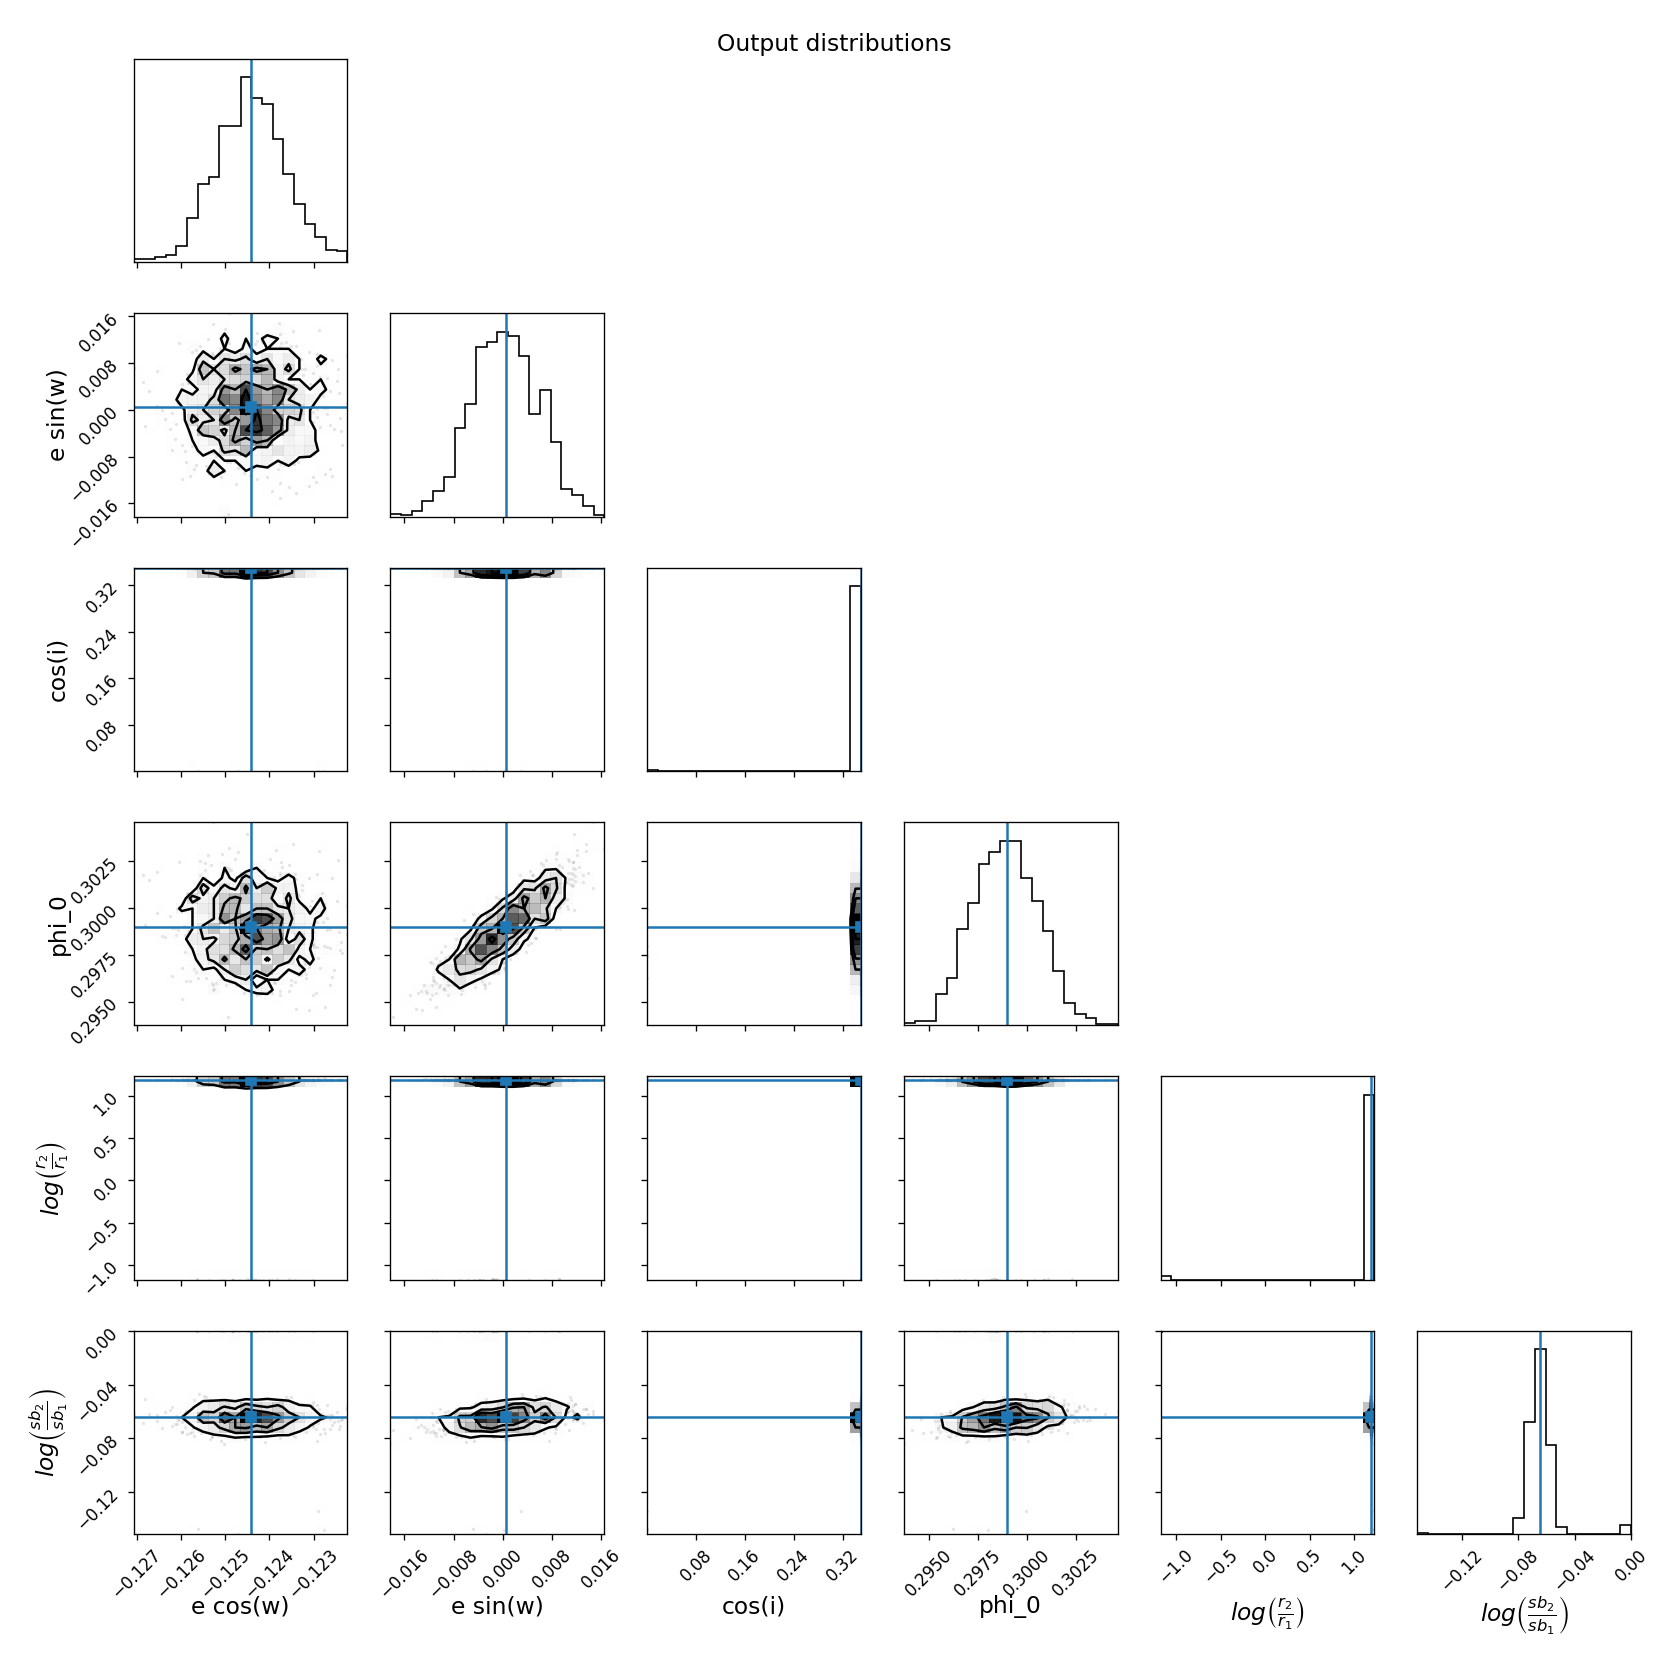 Output distributions
e sin(w)
0.016
0.008
0.000
−0.008
−0.016
cos(i)
0.32
0.24
0.16
0.08
phi_0
0.3025
0.3000
0.2975
0.2950
log(r₂/r₁)
1.0
0.5
0.0
−0.5
−1.0
log(sb₂/sb₁)
0.00
−0.04
−0.08
−0.12
−0.127 −0.126 −0.125 −0.124 −0.123 −0.016 −0.008 0.000 0.008 0.016 0.08 0.16 0.24 0.32 0.2950 0.2975 0.3000 0.3025 −1.0 −0.5 0.0 0.5 1.0 −0.12 −0.08 −0.04 0.00
e cos(w) e sin(w) cos(i) phi_0 log(r₂/r₁) log(sb₂/sb₁)